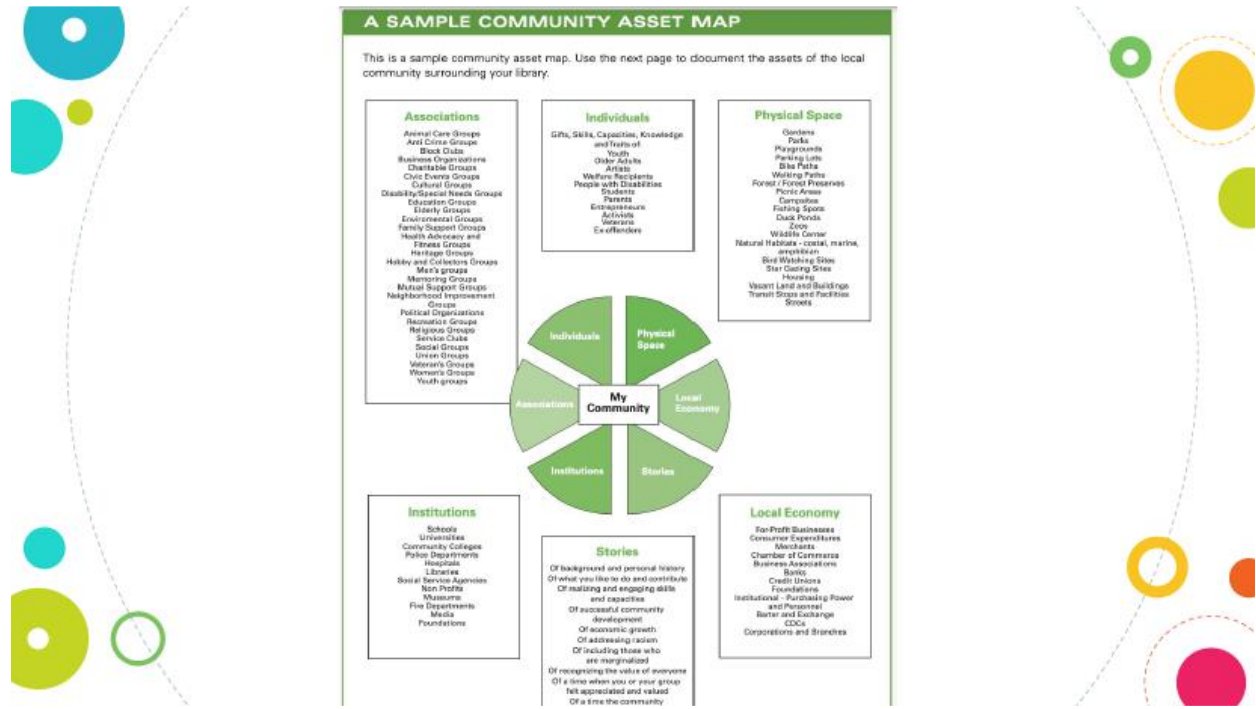 A SAMPLE COMMUNITY ASSET MAP
This is a sample community asset map. Use the next page to document the assets of the local
community surrounding your library.
Associations
Animal Care Groups
Anti Crime Groups
Block Clubs
Business Organizations
Charitable Groups
Civic Events Groups
Cultural Groups
Disability/Special Needs Groups
Education Groups
Elderly Groups
Enviromental Groups
Family Support Groups
Health Advocacy and
Fitness Groups
Heritage Groups
Hobby and Collectors Groups
Men's groups
Mentoring Groups
Mutual Support Groups
Neighborhood Improvement
Groups
Political Organizations
Recreation Groups
Religious Groups
Service Clubs
Social Groups
Union Groups
Veteran's Groups
Women's Groups
Youth groups
Individuals
Gifts, Skills, Capacities, Knowledge
and Traits of:
Youth
Older Adults
Artists
Welfare Recipients
People with Disabilities
Students
Parents
Entrepreneurs
Activists
Veterans
Ex-offenders
Physical Space
Gardens
Parks
Playgrounds
Parking Lots
Bike Paths
Walking Paths
Forest / Forest Preserves
Picnic Areas
Campsites
Fishing Spots
Duck Ponds
Zoos
Wildlife Center
Natural Habitats - costal, marine,
amphibian
Bird Watching Sites
Star Gazing Sites
Housing
Vacant Land and Buildings
Transit Stops and Facilities
Streets
Individuals
Physical
Space
Associations
My
Community
Local
Economy
Institutions
Stories
Institutions
Schools
Universities
Community Colleges
Police Departments
Hospitals
Libraries
Social Service Agencies
Non Profits
Museums
Fire Departments
Media
Foundations
Stories
Of background and personal history
Of what you like to do and contribute
Of realizing and engaging skills
and capacities
Of successful community
development
Of economic growth
Of addressing racism
Of including those who
are marginalized
Of recognizing the value of everyone
Of a time when you or your group
felt appreciated and valued
Of a time the community
Local Economy
For-Profit Businesses
Consumer Expenditures
Merchants
Chamber of Commerce
Business Associations
Banks
Credit Unions
Foundations
Institutional - Purchasing Power
and Personnel
Barter and Exchange
CDCs
Corporations and Branches